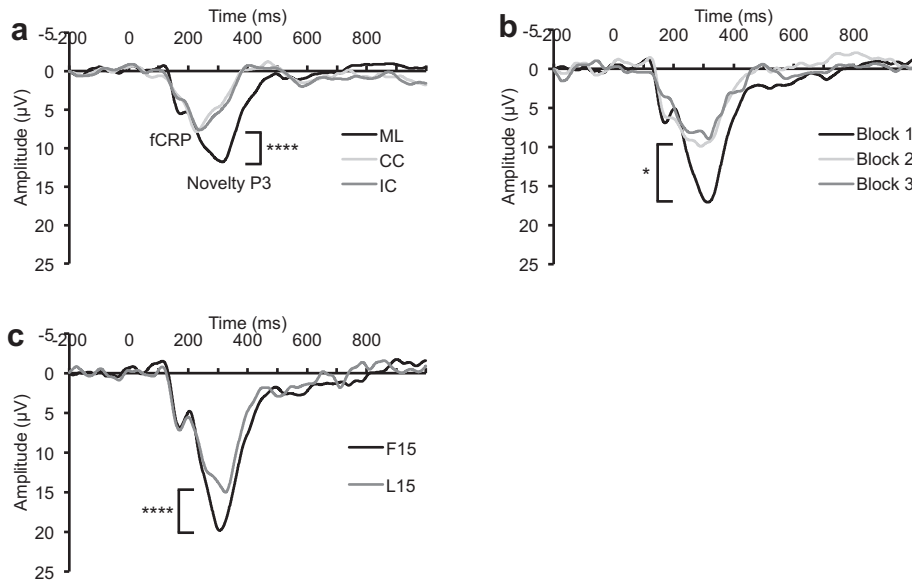 a
Time (ms)
-5 -200 0 200 400 600 800
0
5
10
15
20
25
Amplitude (µV)
fCRP
Novelty P3
****
ML
CC
IC
b
Time (ms)
-5 -200 0 200 400 600 800
0
5
10
15
20
25
Amplitude (µV)
*
Block 1
Block 2
Block 3
c
Time (ms)
-5 -200 0 200 400 600 800
0
5
10
15
20
25
Amplitude (µV)
****
F15
L15